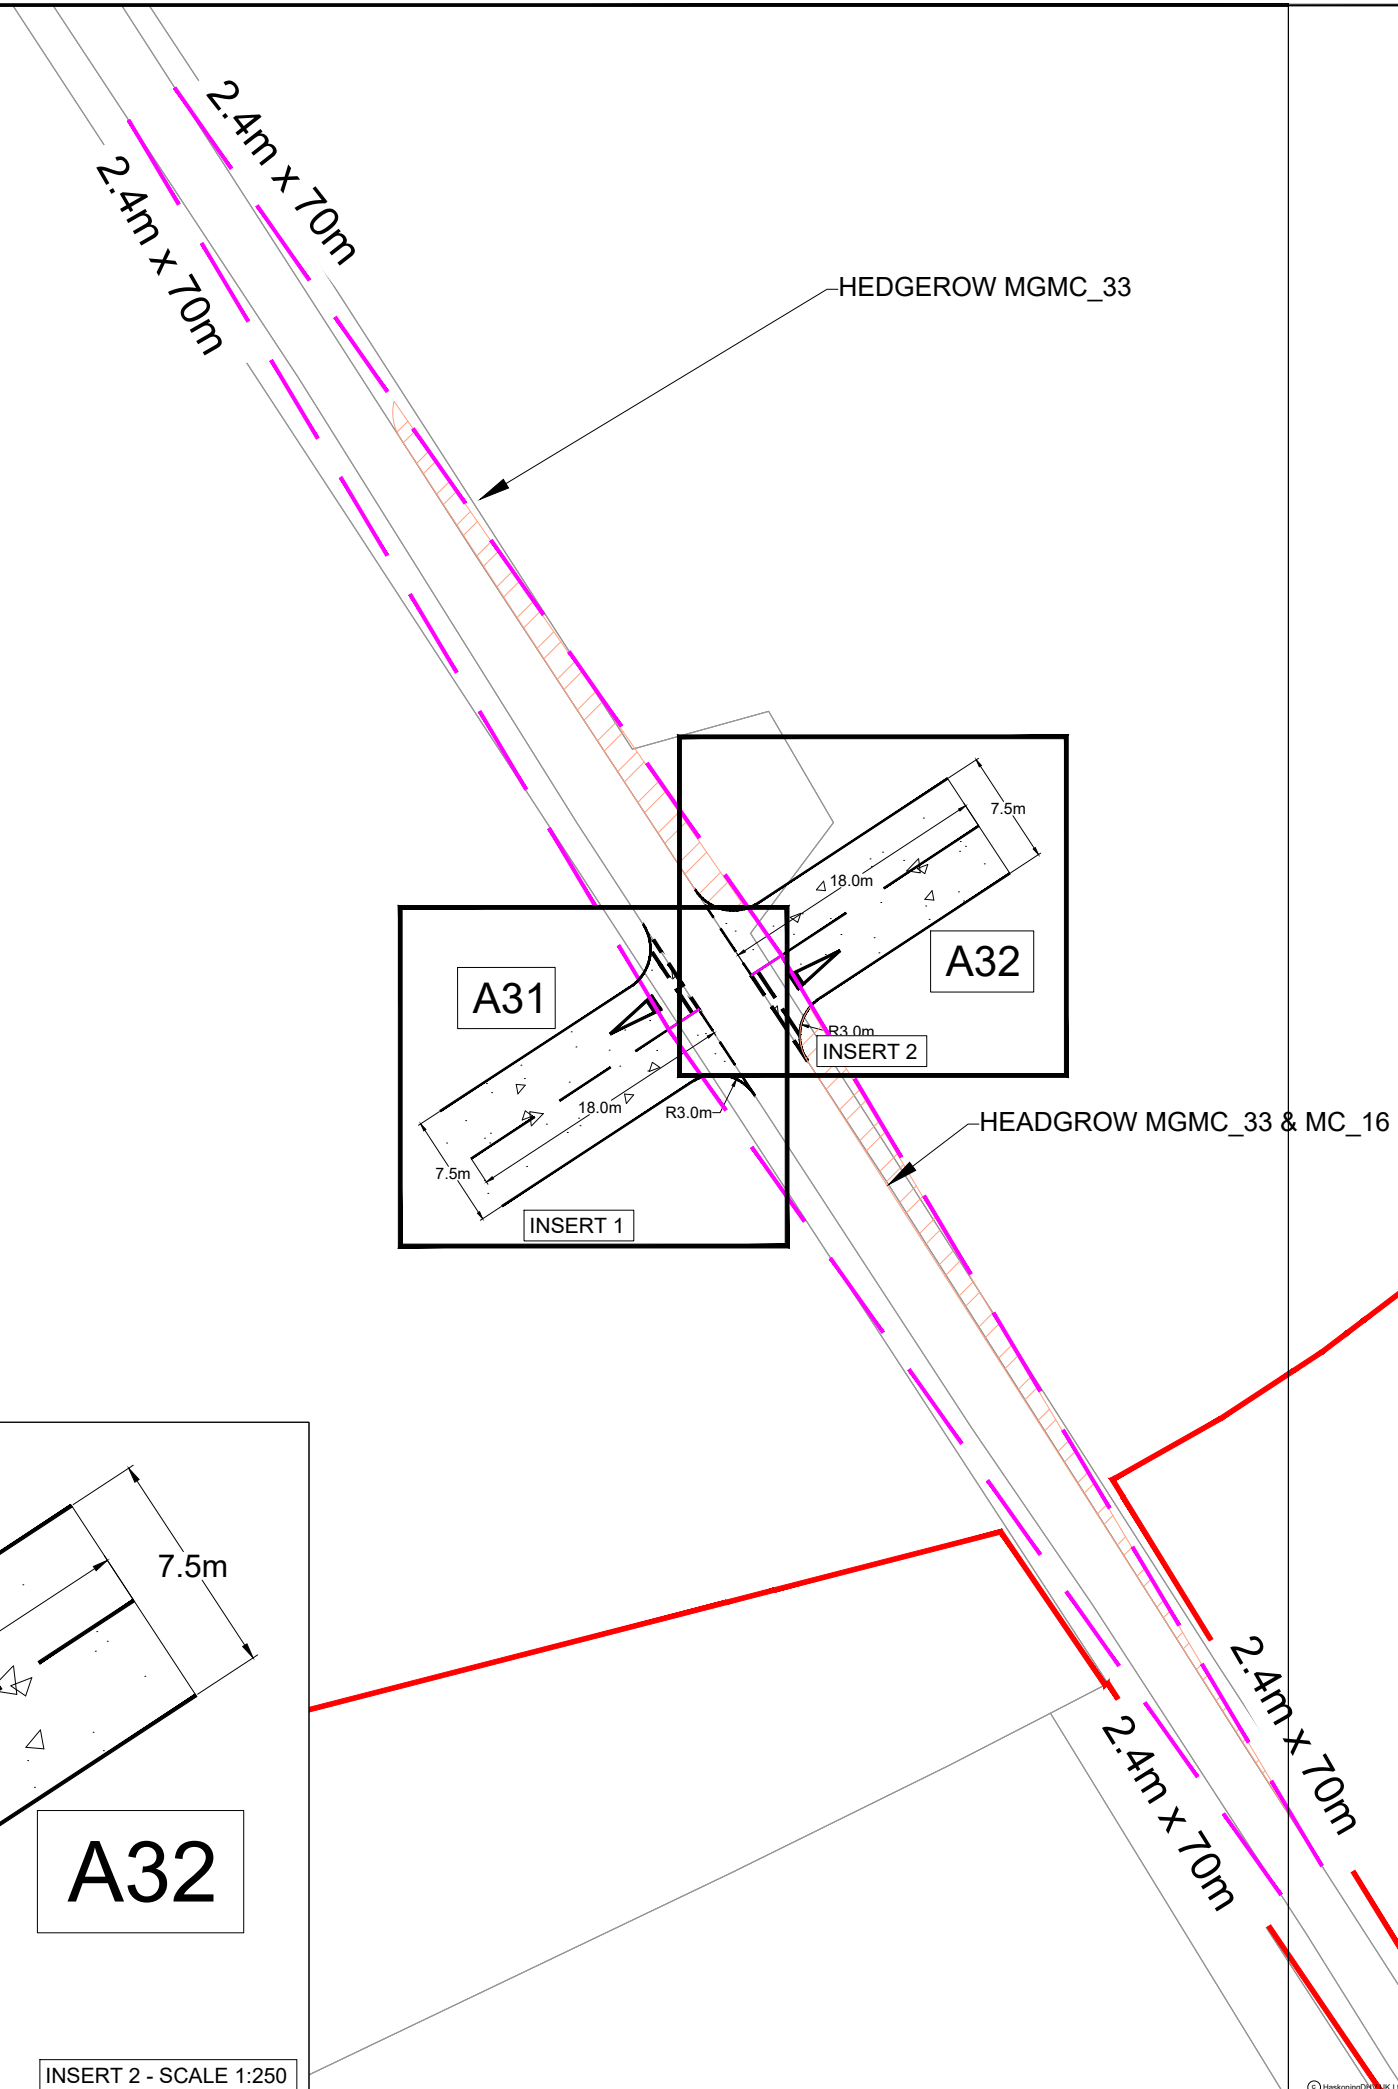 2.4m x 70m
2.4m x 70m
HEDGEROW MGMC_33
7.5m
18.0m
A32
R3.0m
INSERT 2
A31
18.0m
R3.0m
7.5m
INSERT 1
HEADGROW MGMC_33 & MC_16
7.5m
A32
INSERT 2 - SCALE 1:250
2.4m x 70m
2.4m x 70m